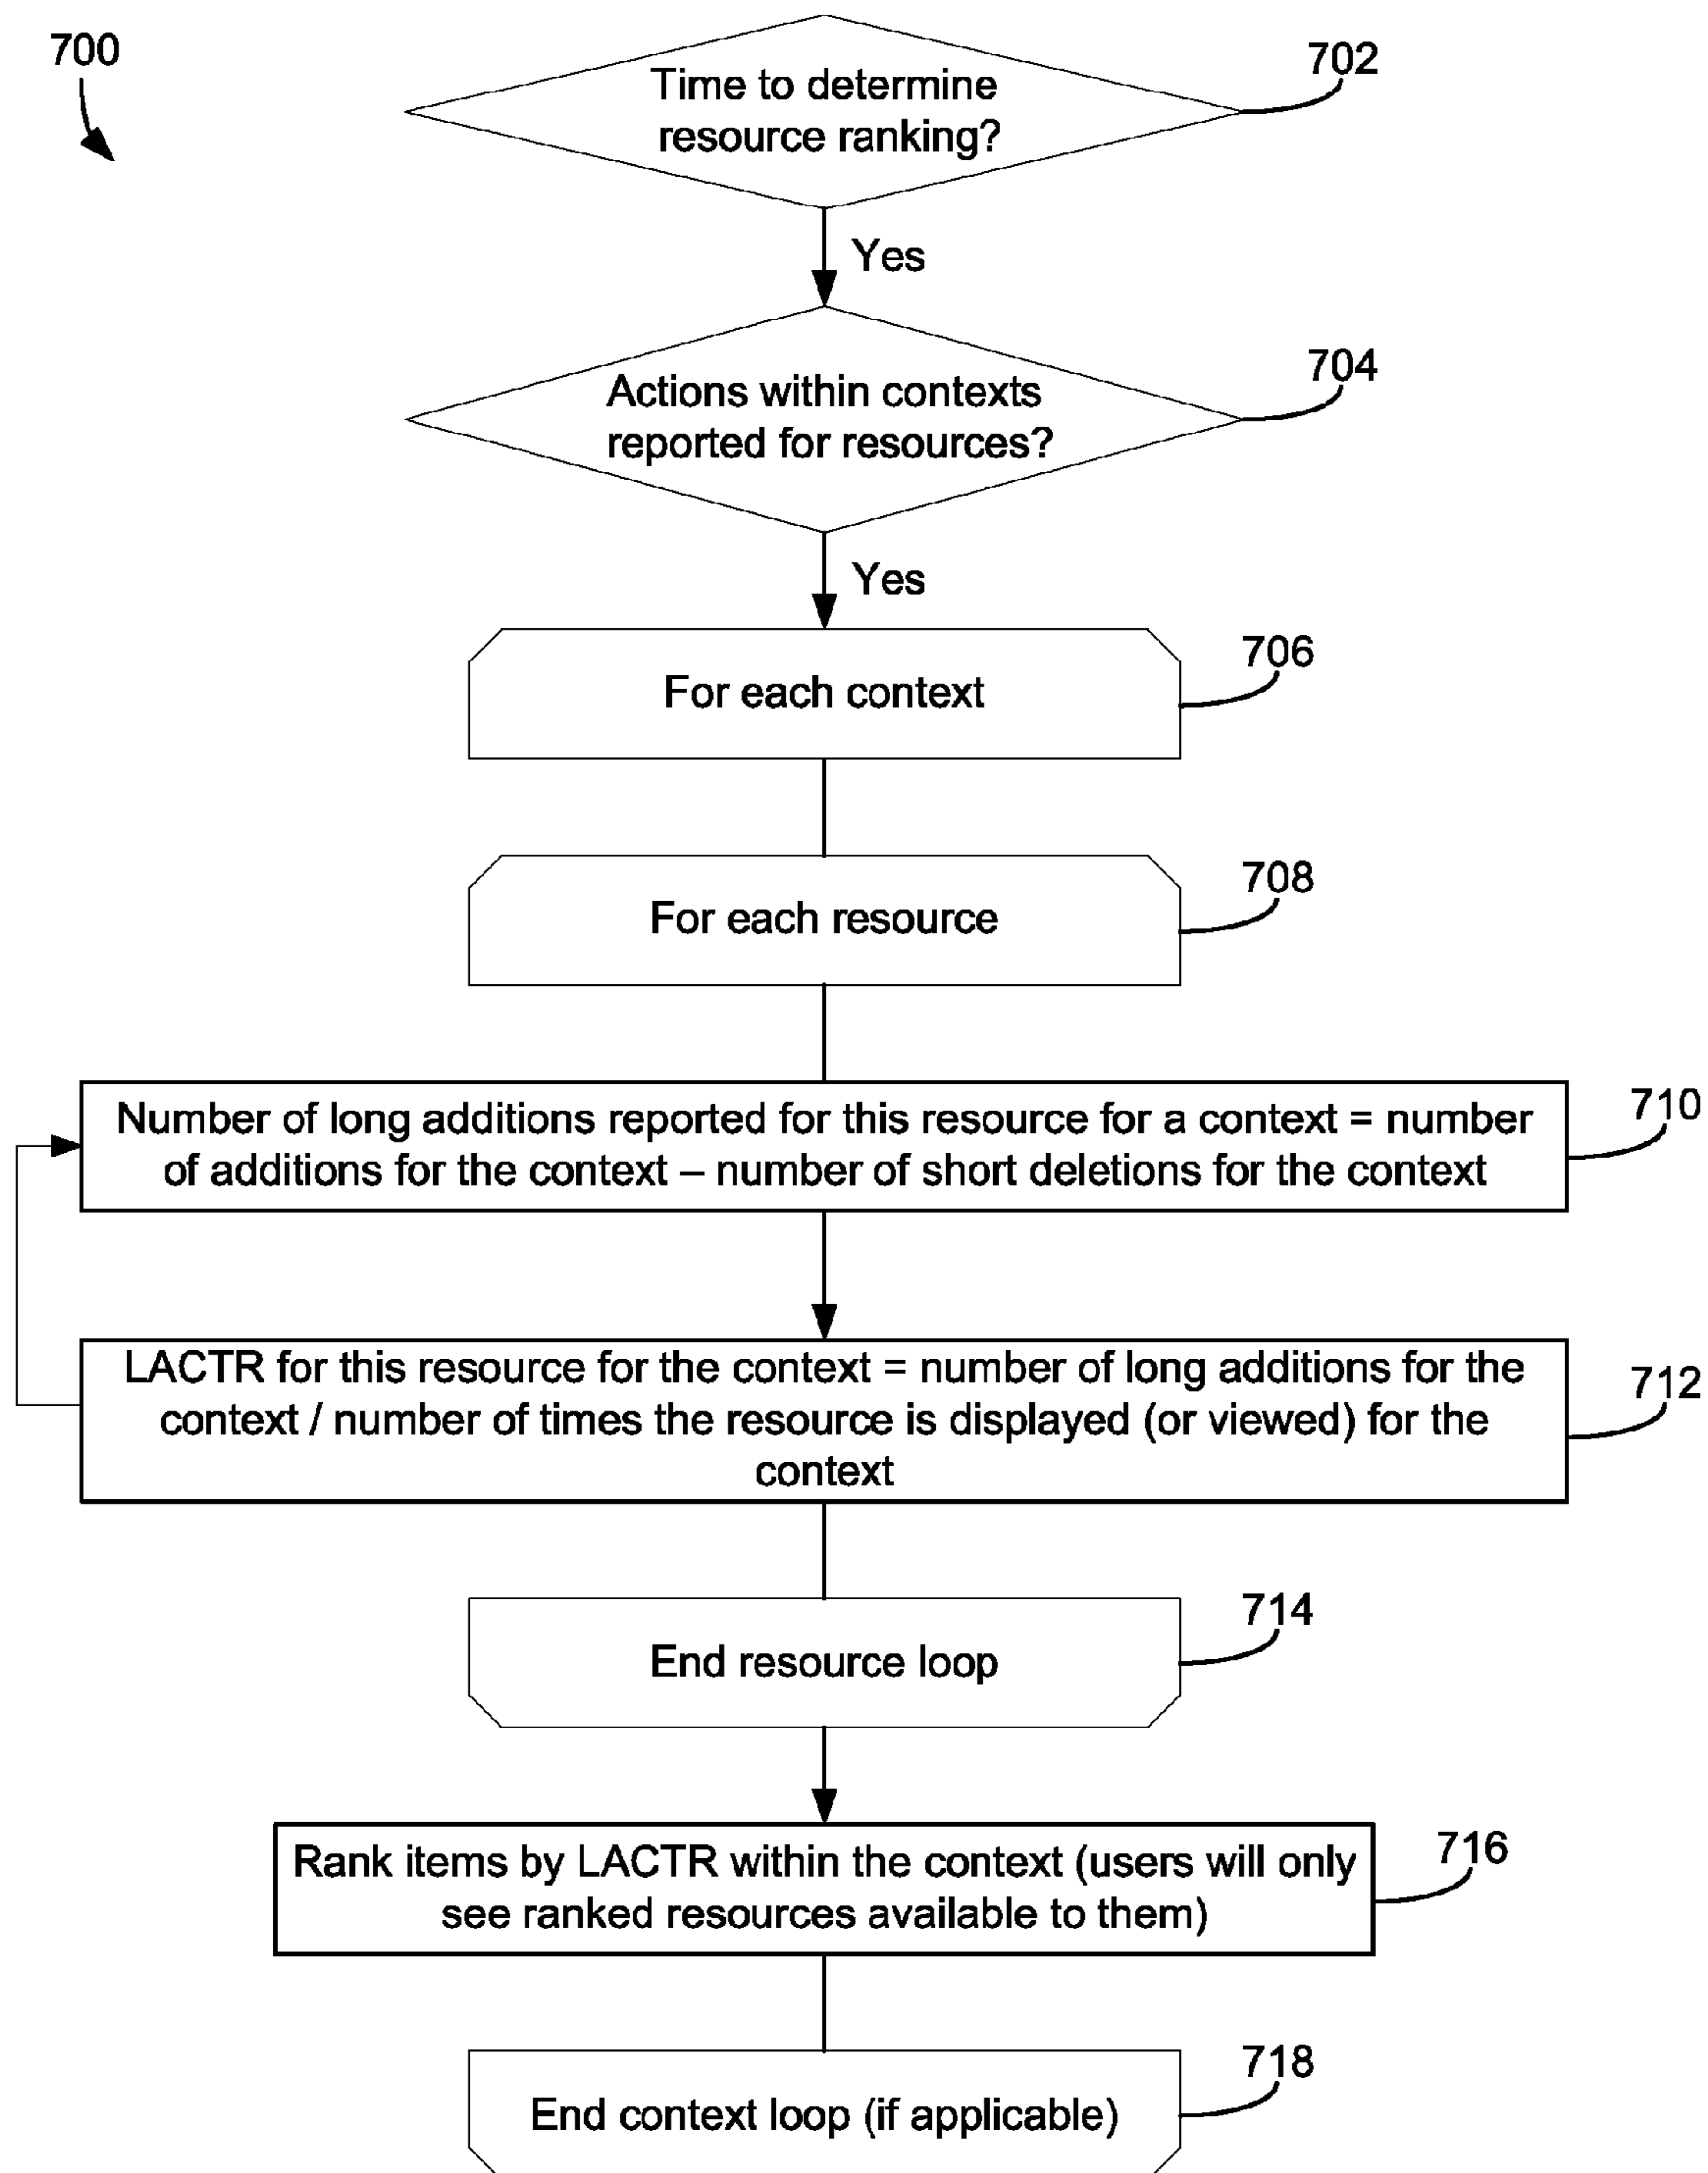 700
Time to determine
resource ranking?
702
Yes
Actions within contexts
reported for resources?
704
Yes
For each context
706
For each resource
708
Number of long additions reported for this resource for a context = number
of additions for the context – number of short deletions for the context
710
LACTR for this resource for the context = number of long additions for the
context / number of times the resource is displayed (or viewed) for the
context
712
End resource loop
714
Rank items by LACTR within the context (users will only
see ranked resources available to them)
716
End context loop (if applicable)
718